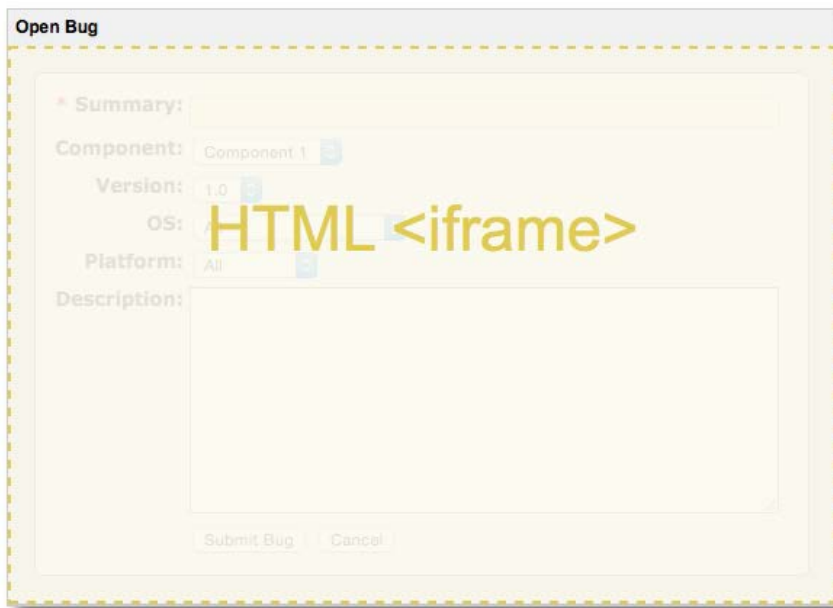 Open Bug
* Summary:
Component: Component 1
Version: 1.0
OS:
HTML <iframe>
Platform: All
Description:
Submit Bug Cancel